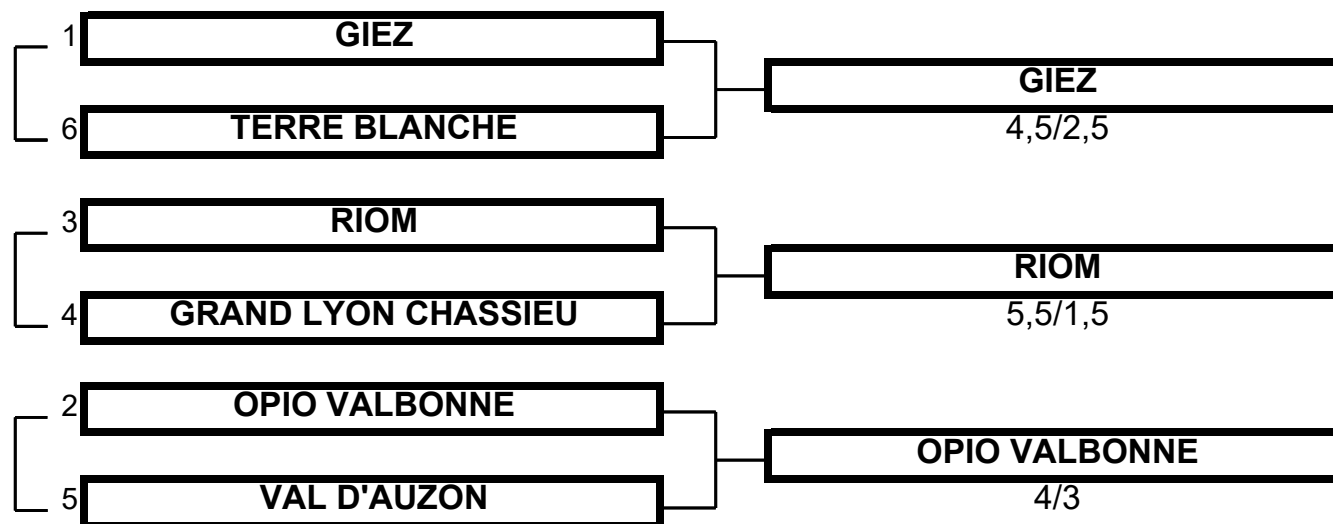 1 GIEZ
GIEZ
6 TERRE BLANCHE
4,5/2,5
3 RIOM
RIOM
4 GRAND LYON CHASSIEU
5,5/1,5
2 OPIO VALBONNE
OPIO VALBONNE
5 VAL D'AUZON
4/3